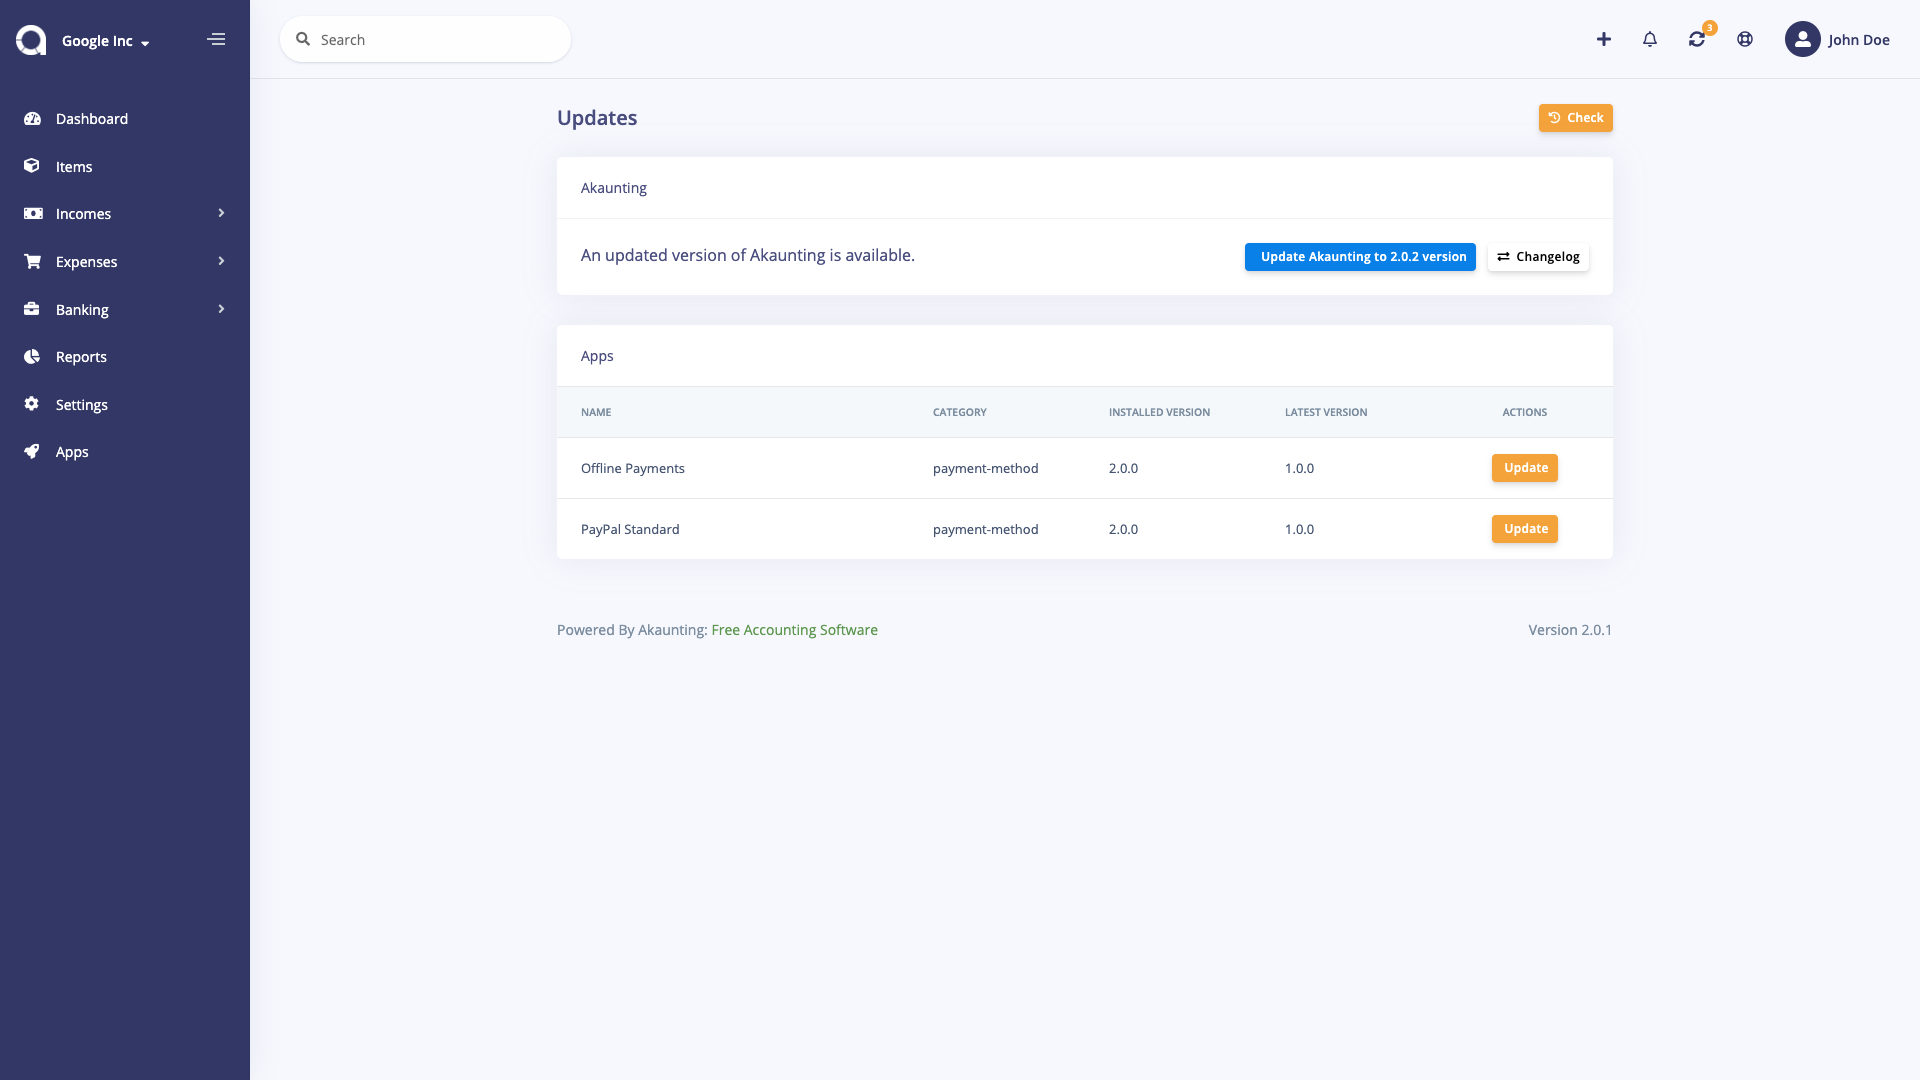 Google Inc
Search
3
John Doe
Dashboard
Items
Incomes
Expenses
Banking
Reports
Settings
Apps
Updates
Check
Akaunting
An updated version of Akaunting is available.
Update Akaunting to 2.0.2 version
Changelog
Apps
NAME CATEGORY INSTALLED VERSION LATEST VERSION ACTIONS
Offline Payments payment-method 2.0.0 1.0.0 Update
PayPal Standard payment-method 2.0.0 1.0.0 Update
Powered By Akaunting: Free Accounting Software
Version 2.0.1